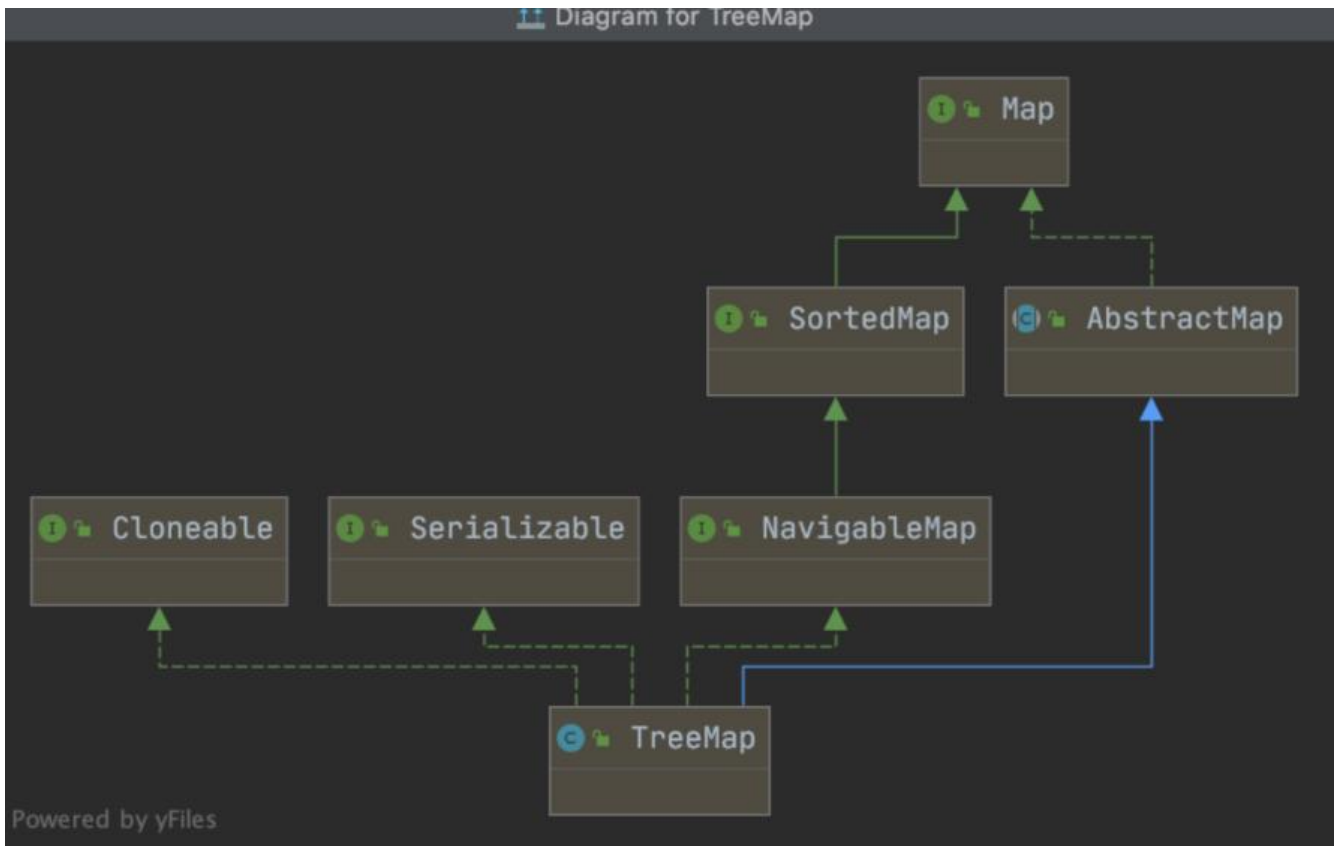 Diagram for TreeMap
I Map
I SortedMap
C AbstractMap
I Cloneable
I Serializable
I NavigableMap
C TreeMap
Powered by yFiles